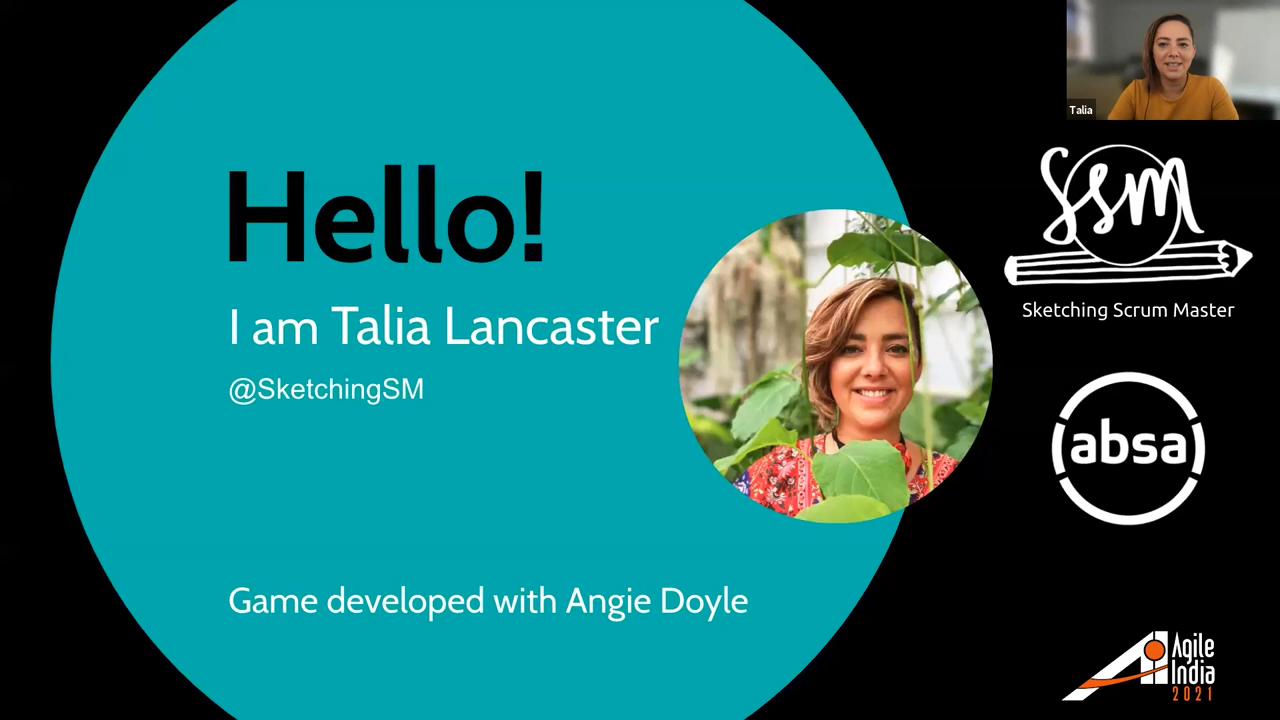 Hello!
I am Talia Lancaster
@SketchingSM
Game developed with Angie Doyle
Talia
SSM
Sketching Scrum Master
absa
Agile
India
2021